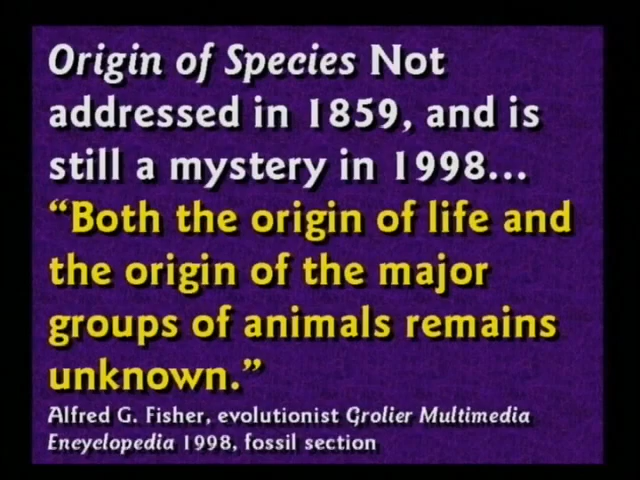 Origin of Species Not
addressed in 1859, and is
still a mystery in 1998...
“Both the origin of life and
the origin of the major
groups of animals remains
unknown.”
Alfred G. Fisher, evolutionist Grolier Multimedia
Encyelopedia 1998, fossil section